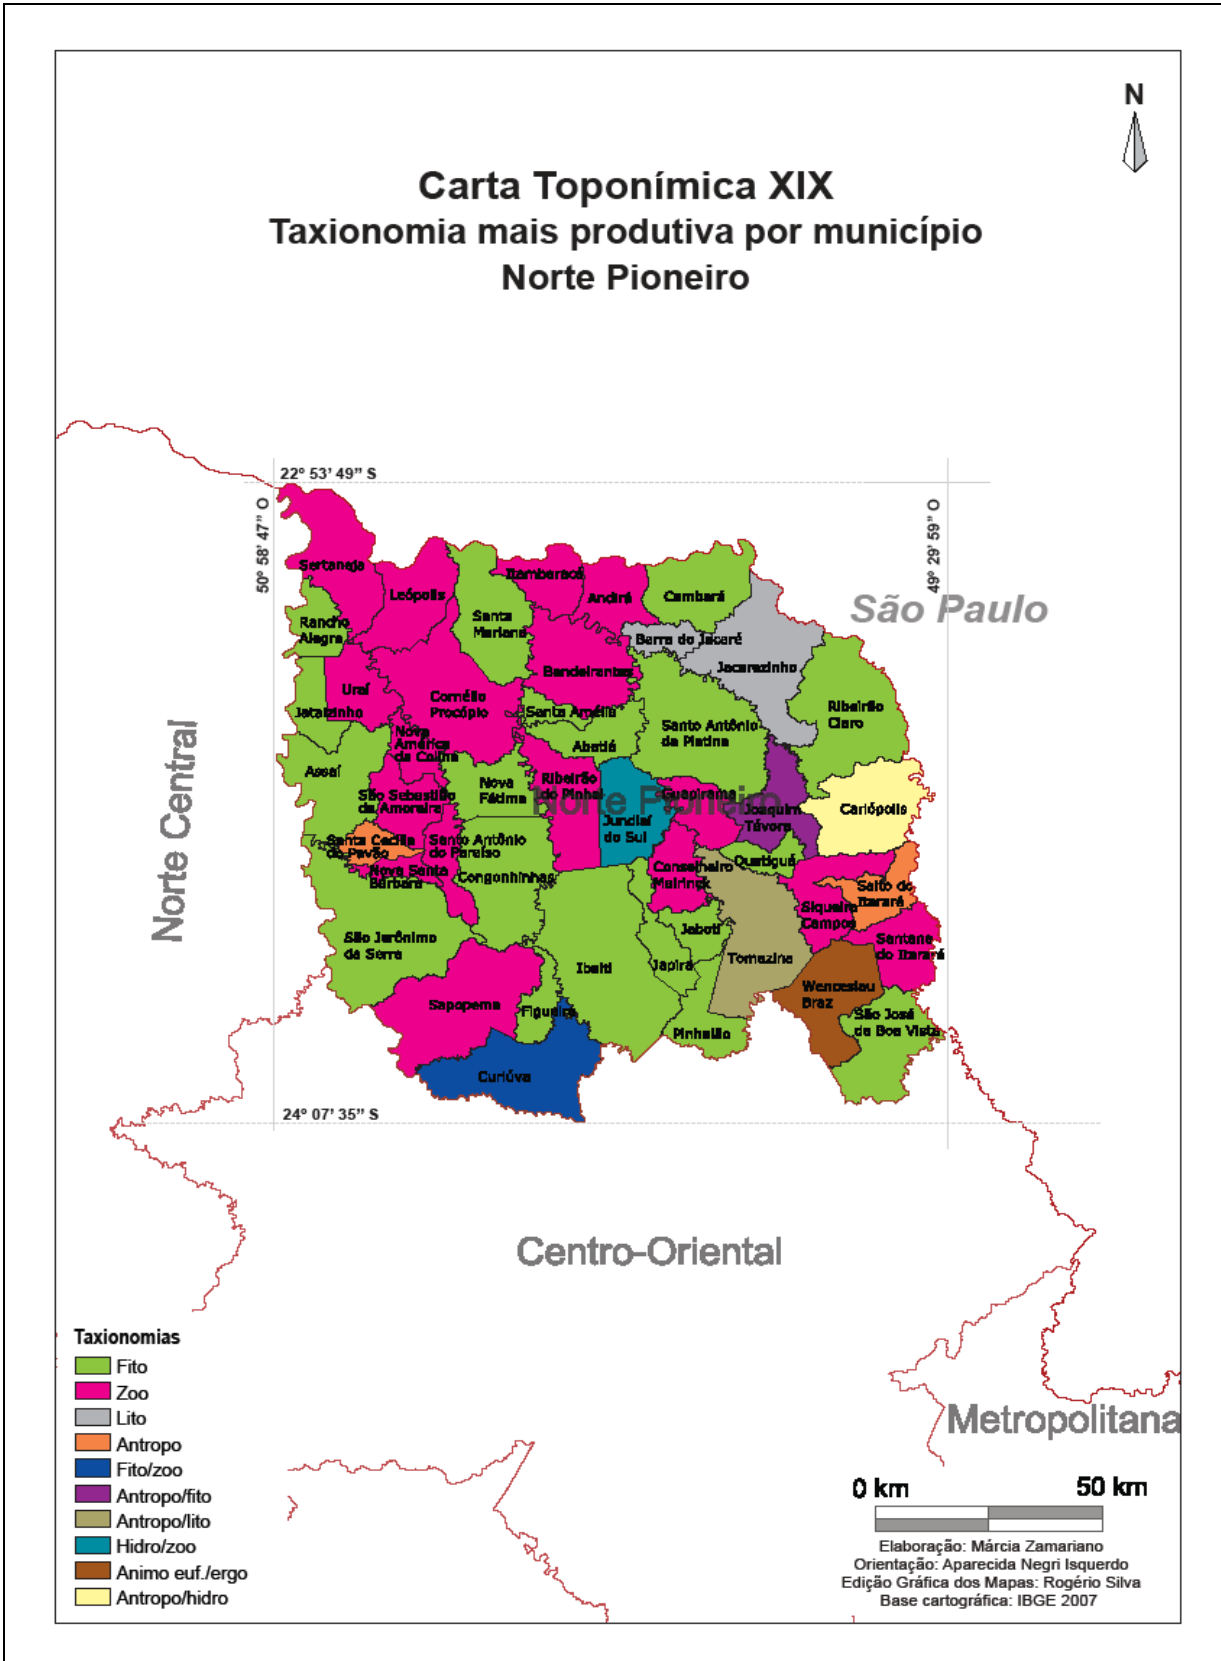 N
Carta Toponímica XIX
Taxionomia mais produtiva por município
Norte Pioneiro
22º 53' 49” S
50º 58' 47” O
49º 29' 59” O
São Paulo
Norte Central
Norte Pioneiro
Sertaneja
Leópolis
Itambaracá
Andirá
Cambará
Rancho
Alegre
Santa
Mariana
Barra do Jacaré
Jacarezinho
Bandeirantes
Uraí
Cornélio
Procópio
Jataizinho
Santa Amélia
Santo Antônio
da Platina
Ribeirão
Claro
Nova
América
da Colina
Abatiá
Assaí
Nova
Fátima
Ribeirão
do Pinhal
Guapirama
São Sebastião
da Amoreira
Jundiaí
do Sul
Joaquim
Távora
Carlópolis
Santa Cecília
do Pavão
Santo Antônio
do Paraíso
Quatiguá
Nova Santa
Bárbara
Congonhinhas
Conselheiro
Mairinck
Salto do
Itararé
Siqueira
Campos
São Jerônimo
da Serra
Jaboti
Santana
do Itararé
Ibaiti
Japira
Tomazina
Sapopema
Figueira
Wenceslau
Braz
Pinhalão
São José
da Boa Vista
Curiúva
24º 07' 35” S
Centro-Oriental
Metropolitana
Taxionomias
Fito
Zoo
Lito
Antropo
Fito/zoo
Antropo/fito
Antropo/lito
Hidro/zoo
Animo euf./ergo
Antropo/hidro
0 km 50 km
Elaboração: Márcia Zamariano
Orientação: Aparecida Negri Isquerdo
Edição Gráfica dos Mapas: Rogério Silva
Base cartográfica: IBGE 2007